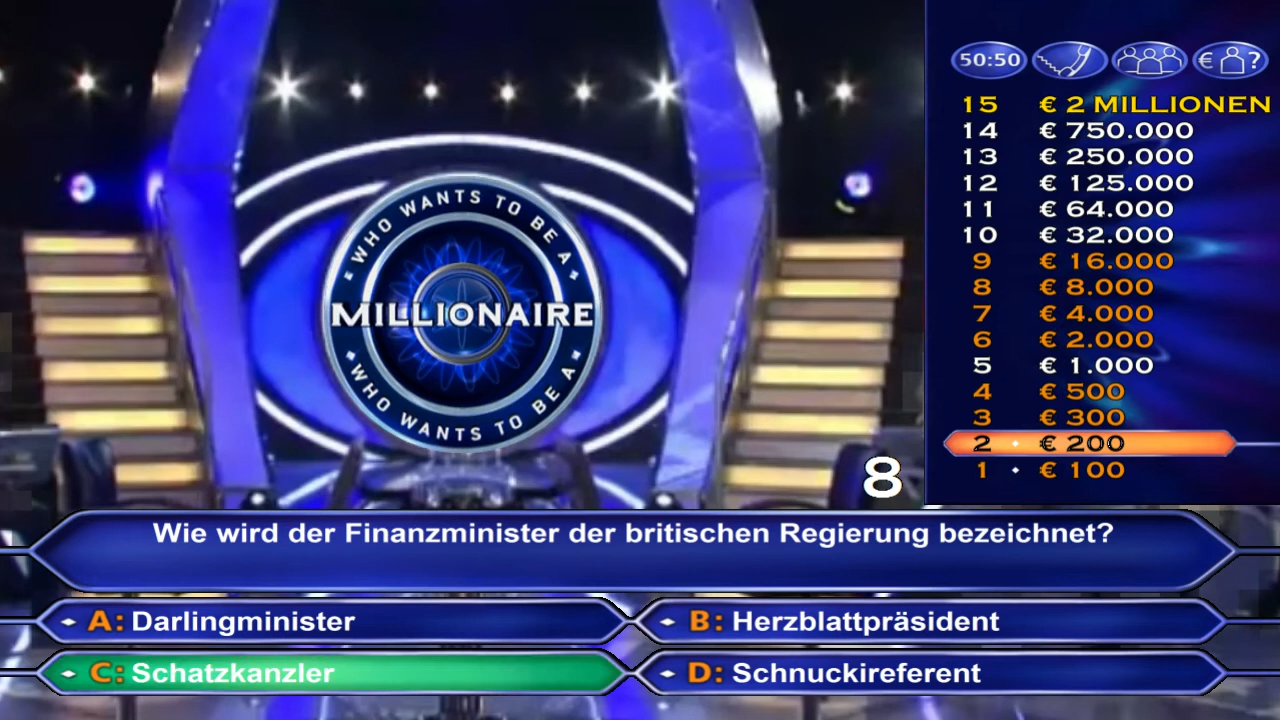 50:50 € ?
15 € 2 MILLIONEN
14 € 750.000
13 € 250.000
12 € 125.000
11 € 64.000
10 € 32.000
9 € 16.000
8 € 8.000
7 € 4.000
6 € 2.000
5 € 1.000
4 € 500
3 € 300
2 € 200
1 € 100
WHO WANTS TO BE A
MILLIONAIRE
WHO WANTS TO BE A
8
Wie wird der Finanzminister der britischen Regierung bezeichnet?
A: Darlingminister
B: Herzblattpräsident
C: Schatzkanzler
D: Schnuckireferent